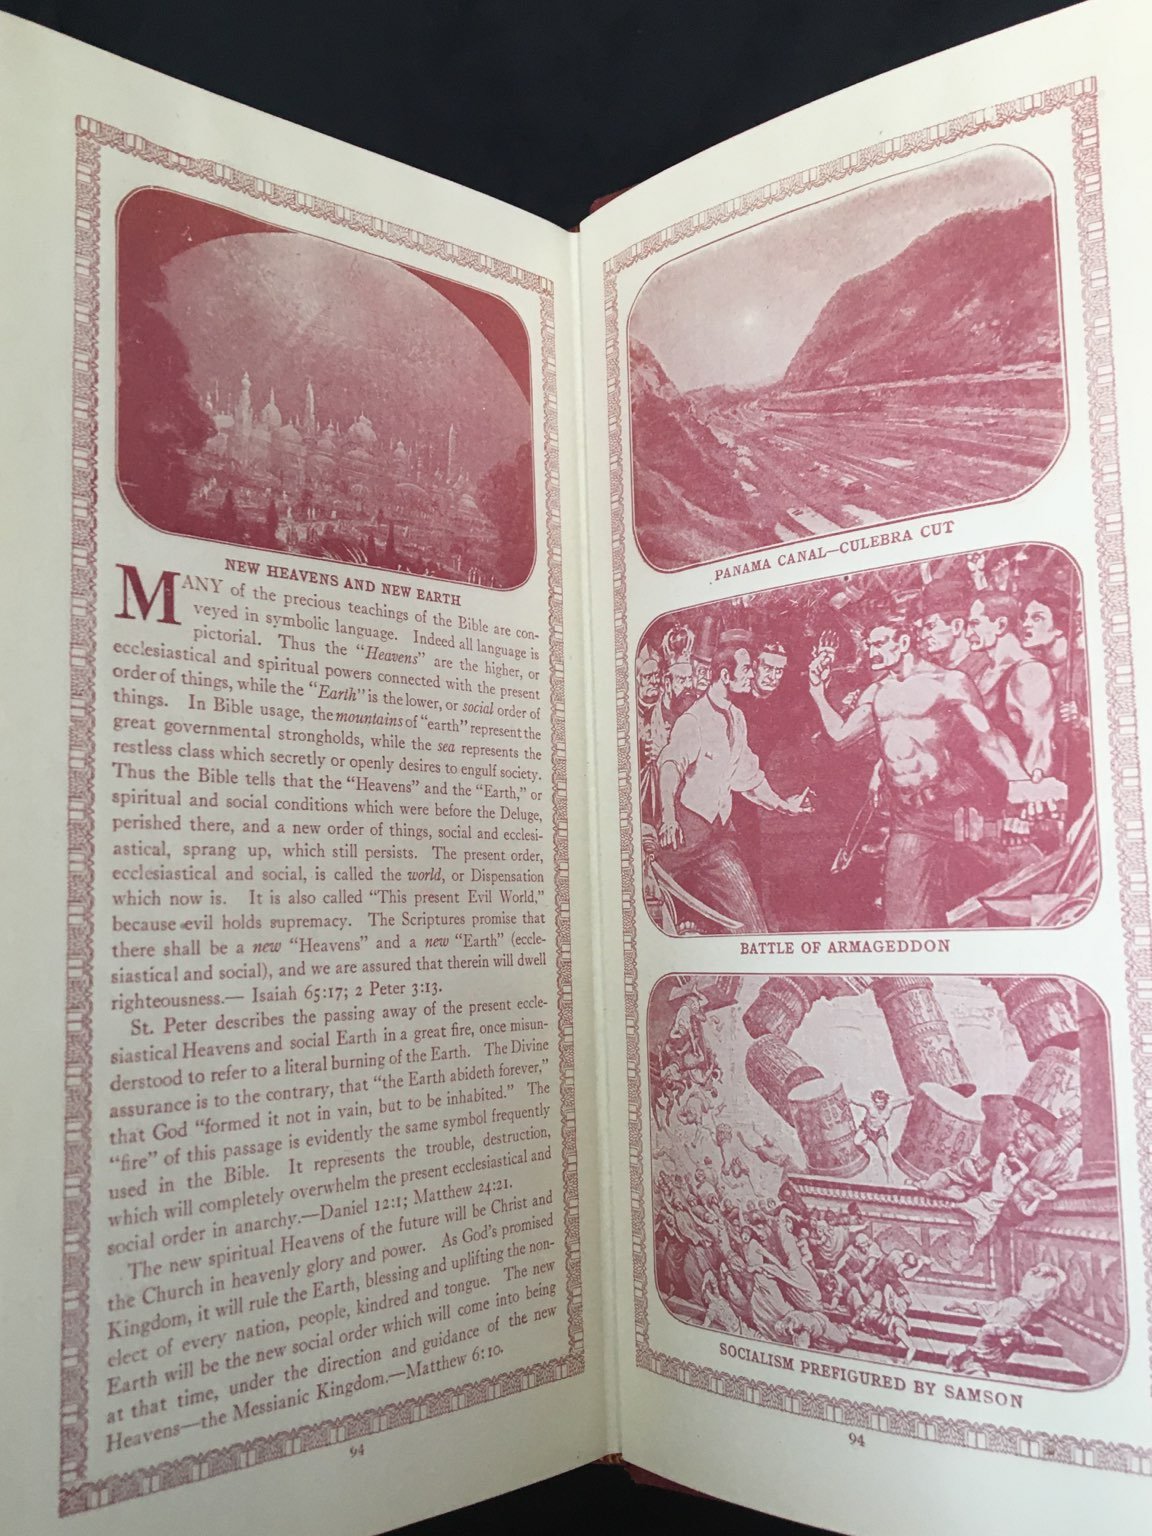 NEW HEAVENS AND NEW EARTH
MANY of the precious teachings of the Bible are con-
veyed in symbolic language. Indeed all language is
pictorial. Thus the "Heavens" are the higher, or
ecclesiastical and spiritual powers connected with the present
order of things, while the "Earth" is the lower, or social order of
things. In Bible usage, the mountains of "earth" represent the
great governmental strongholds, while the sea represents the
restless class which secretly or openly desires to engulf society.
Thus the Bible tells that the "Heavens" and the "Earth," or
spiritual and social conditions which were before the Deluge,
perished there, and a new order of things, social and ecclesi-
astical, sprang up, which still persists. The present order,
ecclesiastical and social, is called the world, or Dispensation
which now is. It is also called "This present Evil World,"
because evil holds supremacy. The Scriptures promise that
there shall be a new "Heavens" and a new "Earth" (eccle-
siastical and social), and we are assured that therein will dwell
righteousness.— Isaiah 65:17; 2 Peter 3:13.
St. Peter describes the passing away of the present eccle-
siastical Heavens and social Earth in a great fire, once misun-
derstood to refer to a literal burning of the Earth. The Divine
assurance is to the contrary, that "the Earth abideth forever,"
that God "formed it not in vain, but to be inhabited." The
"fire" of this passage is evidently the same symbol frequently
used in the Bible. It represents the trouble, destruction,
which will completely overwhelm the present ecclesiastical and
social order in anarchy.—Daniel 12:1; Matthew 24:21.
The new spiritual Heavens of the future will be Christ and
the Church in heavenly glory and power. As God's promised
Kingdom, it will rule the Earth, blessing and uplifting the non-
elect of every nation, people, kindred and tongue. The new
Earth will be the new social order which will come into being
at that time, under the direction and guidance of the new
Heavens—the Messianic Kingdom.—Matthew 6:10.
94
PANAMA CANAL—CULEBRA CUT
BATTLE OF ARMAGEDDON
SOCIALISM PREFIGURED BY SAMSON
94